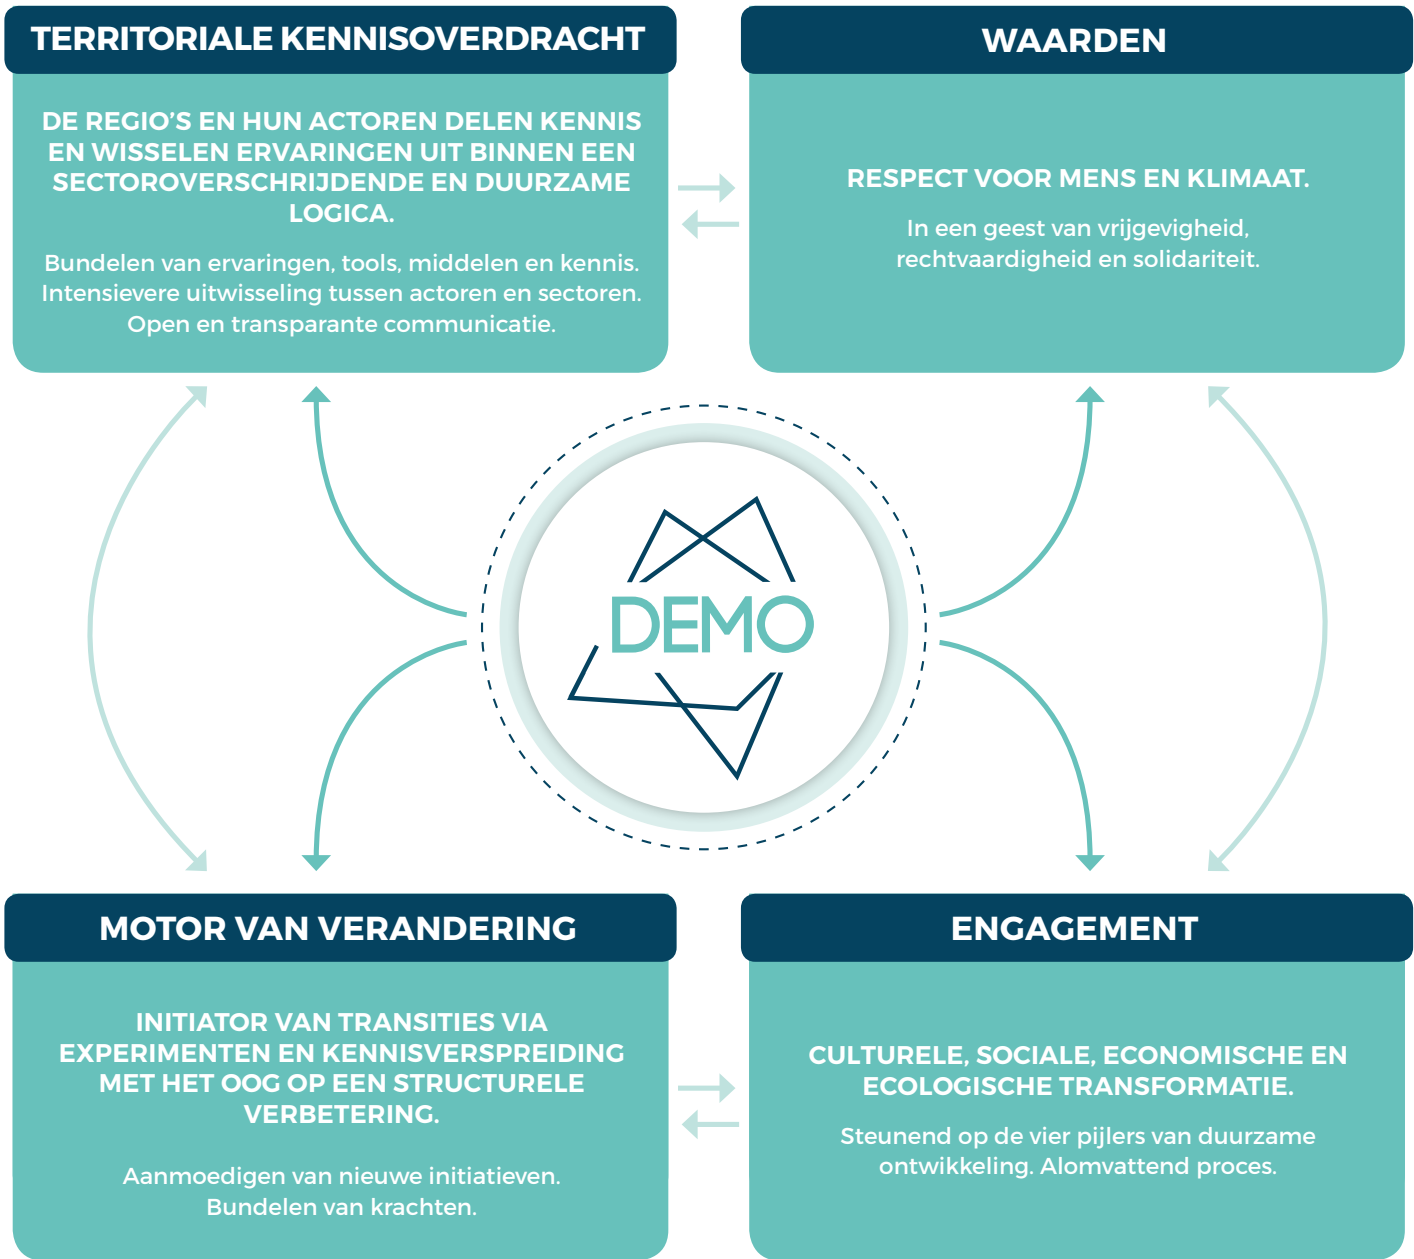 TERRITORIALE KENNISOVERDRACHT
DE REGIO'S EN HUN ACTOREN DELEN KENNIS
EN WISSELEN ERVARINGEN UIT BINNEN EEN
SECTOROVERSCHRIJDENDE EN DUURZAME
LOGICA.
Bundelen van ervaringen, tools, middelen en kennis.
Intensievere uitwisseling tussen actoren en sectoren.
Open en transparante communicatie.
WAARDEN
RESPECT VOOR MENS EN KLIMAAT.
In een geest van vrijgevigheid,
rechtvaardigheid en solidariteit.
DEMO
MOTOR VAN VERANDERING
INITIATOR VAN TRANSITIES VIA
EXPERIMENTEN EN KENNISVERSPREIDING
MET HET OOG OP EEN STRUCTURELE
VERBETERING.
Aanmoedigen van nieuwe initiatieven.
Bundelen van krachten.
ENGAGEMENT
CULTURELE, SOCIALE, ECONOMISCHE EN
ECOLOGISCHE TRANSFORMATIE.
Steunend op de vier pijlers van duurzame
ontwikkeling. Alomvattend proces.